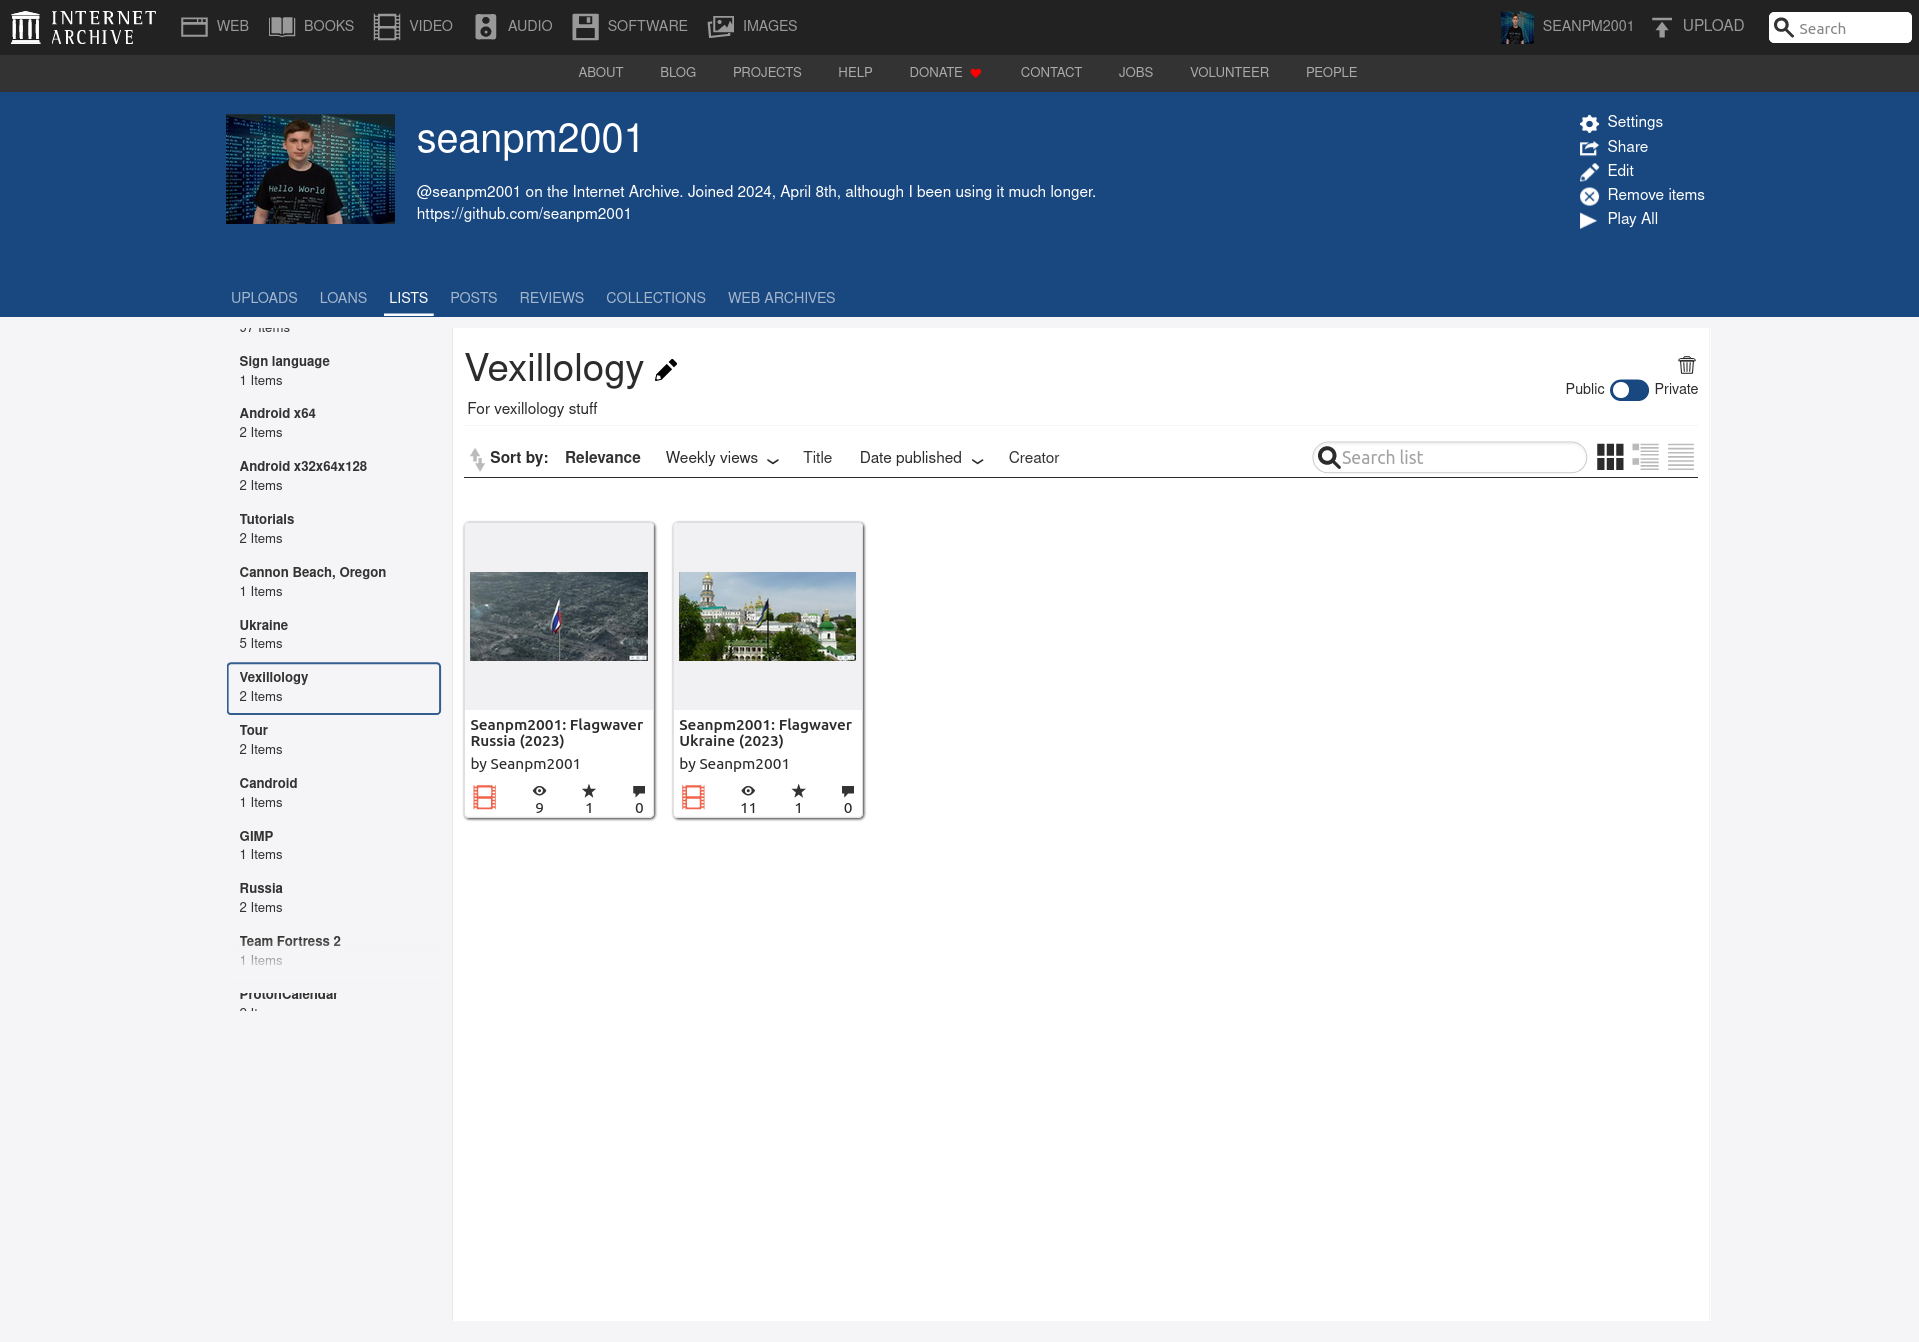 INTERNET
ARCHIVE
WEB
BOOKS
VIDEO
AUDIO
SOFTWARE
IMAGES
SEANPM2001
UPLOAD
Search
ABOUT
BLOG
PROJECTS
HELP
DONATE
CONTACT
JOBS
VOLUNTEER
PEOPLE
Hello World
seanpm2001
@seanpm2001 on the Internet Archive. Joined 2024, April 8th, although I been using it much longer.
https://github.com/seanpm2001
Settings
Share
Edit
Remove items
Play All
UPLOADS
LOANS
LISTS
POSTS
REVIEWS
COLLECTIONS
WEB ARCHIVES
Items
Sign language
1 Items
Android x64
2 Items
Android x32x64x128
2 Items
Tutorials
2 Items
Cannon Beach, Oregon
1 Items
Ukraine
5 Items
Vexillology
2 Items
Tour
2 Items
Candroid
1 Items
GIMP
1 Items
Russia
2 Items
Team Fortress 2
1 Items
ProtonCalendar
Vexillology
For vexillology stuff
Public
Private
Sort by:
Relevance
Weekly views
Title
Date published
Creator
Search list
Seanpm2001: Flagwaver
Russia (2023)
by Seanpm2001
9
1
0
Seanpm2001: Flagwaver
Ukraine (2023)
by Seanpm2001
11
1
0